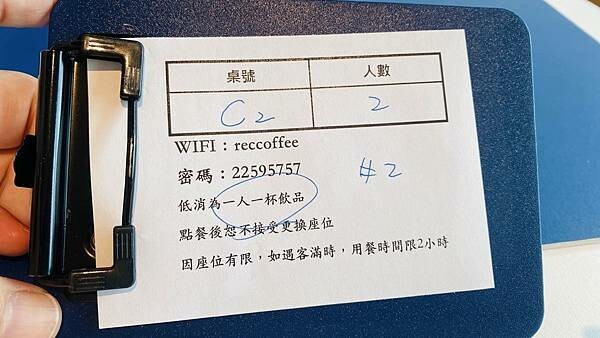 桌號 人數
C2 2
WIFI：reccoffee
密碼：22595757
#2
低消為一人一杯飲品
點餐後恕不接受更換座位
因座位有限，如遇客滿時，用餐時間限2小時